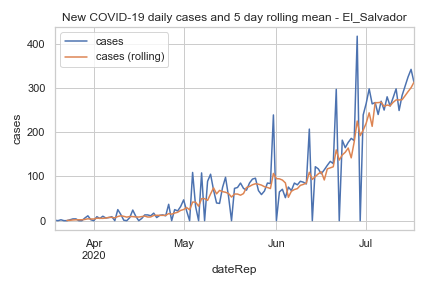 New COVID-19 daily cases and 5 day rolling mean - El_Salvador
cases
cases (rolling)
400
300
200
100
0
cases
Apr
2020
May
Jun
Jul
dateRep